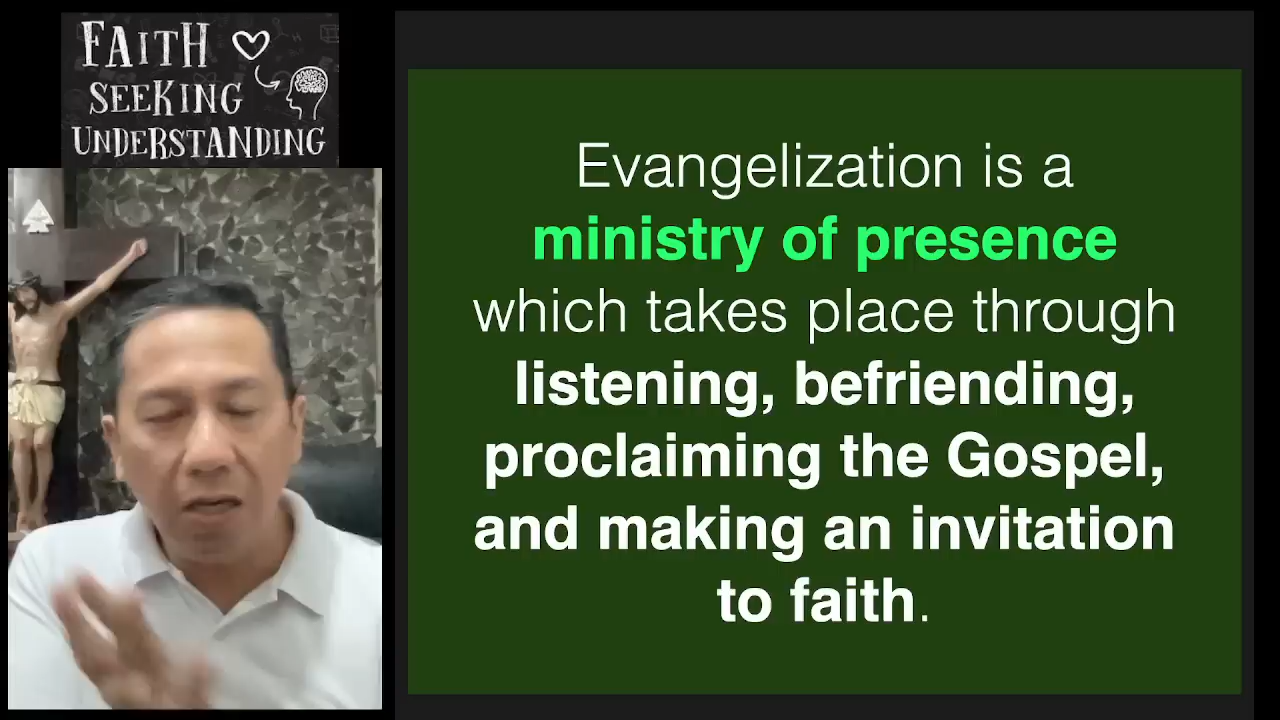 FAITH
SEEKING
UNDERSTANDING
Evangelization is a
ministry of presence
which takes place through
listening, befriending,
proclaiming the Gospel,
and making an invitation
to faith.